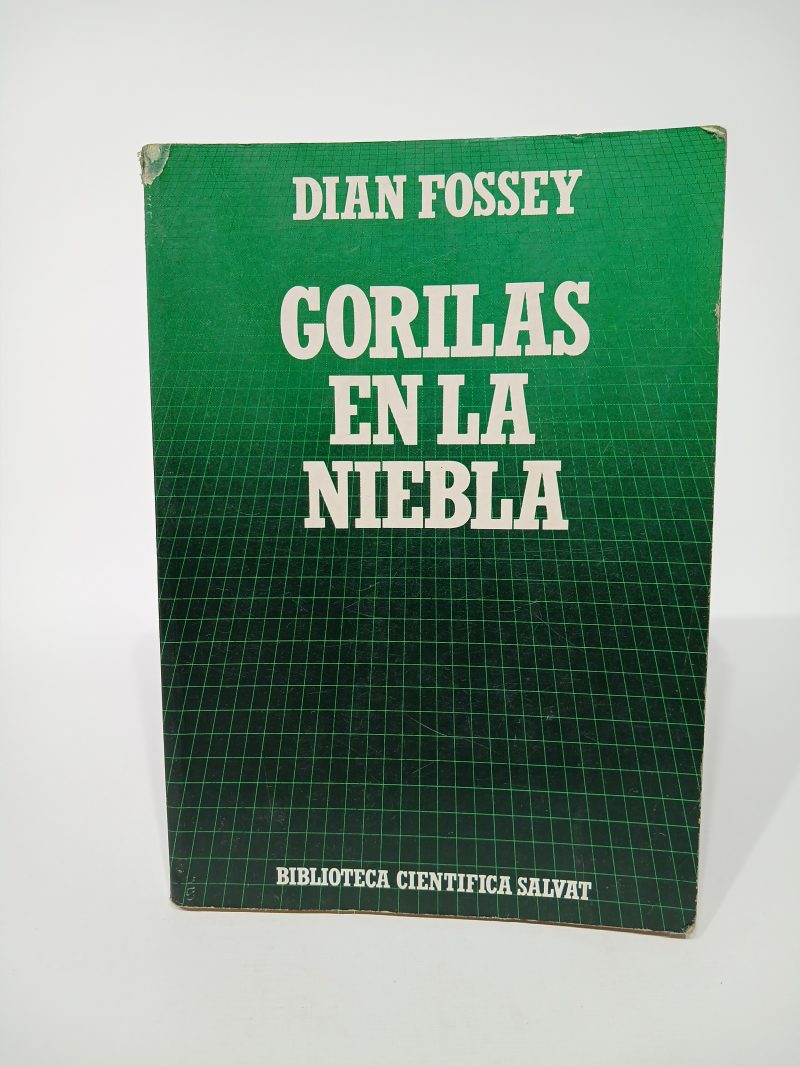 DIAN FOSSEY
GORILAS
EN LA
NIEBLA
BIBLIOTECA CIENTIFICA SALVAT